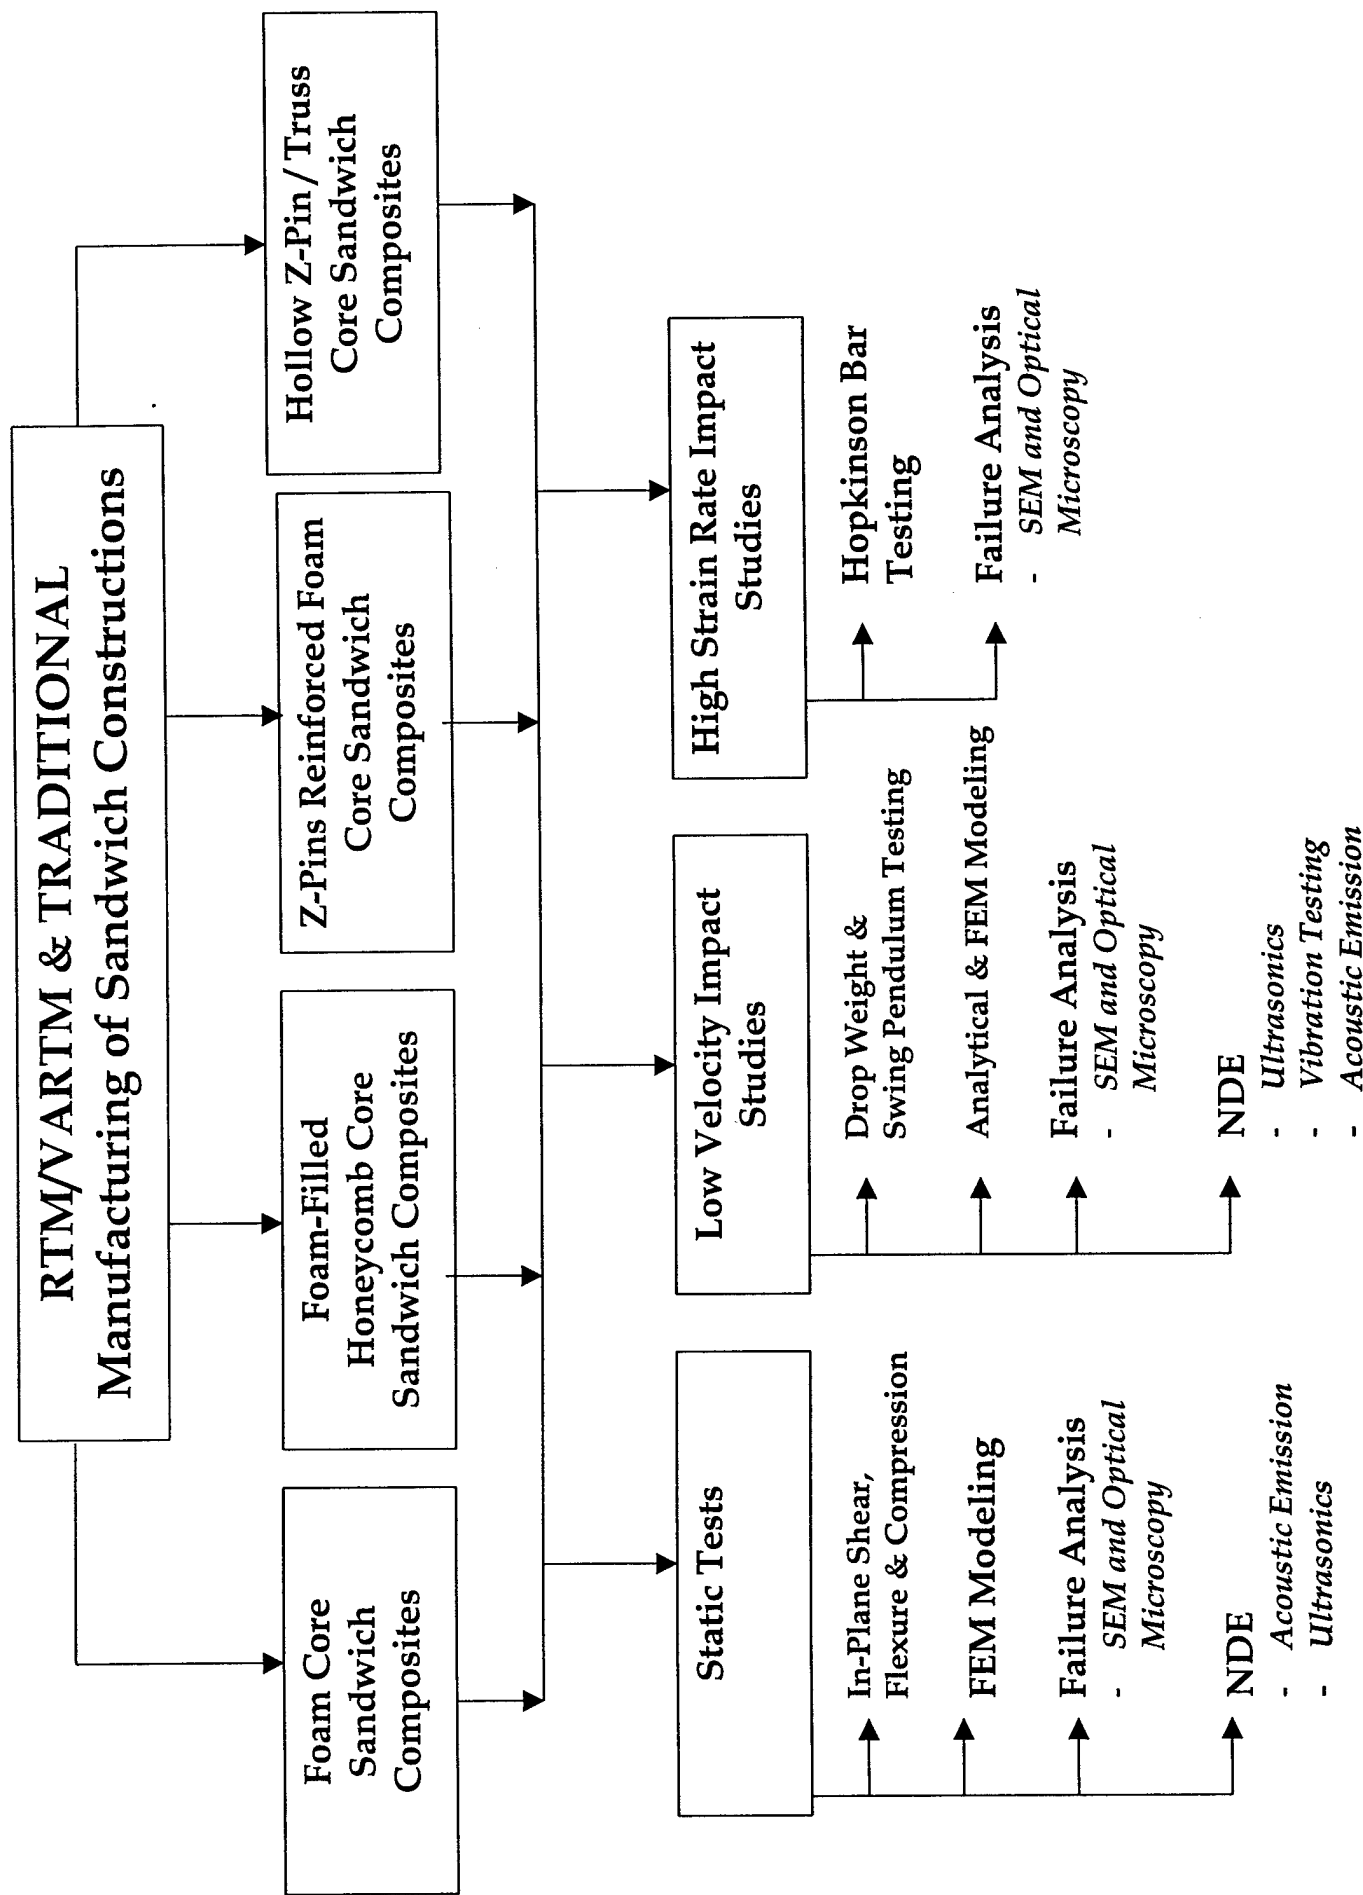 RTM/VARTM & TRADITIONAL
Manufacturing of Sandwich Constructions
Foam Core
Sandwich
Composites
Foam-Filled
Honeycomb Core
Sandwich Composites
Z-Pins Reinforced Foam
Core Sandwich
Composites
Hollow Z-Pin / Truss
Core Sandwich
Composites
Static Tests
In-Plane Shear,
Flexure & Compression
FEM Modeling
Failure Analysis
- SEM and Optical
Microscopy
NDE
- Acoustic Emission
- Ultrasonics
Low Velocity Impact
Studies
Drop Weight &
Swing Pendulum Testing
Analytical & FEM Modeling
Failure Analysis
- SEM and Optical
Microscopy
NDE
- Ultrasonics
- Vibration Testing
- Acoustic Emission
High Strain Rate Impact
Studies
Hopkinson Bar
Testing
Failure Analysis
- SEM and Optical
Microscopy